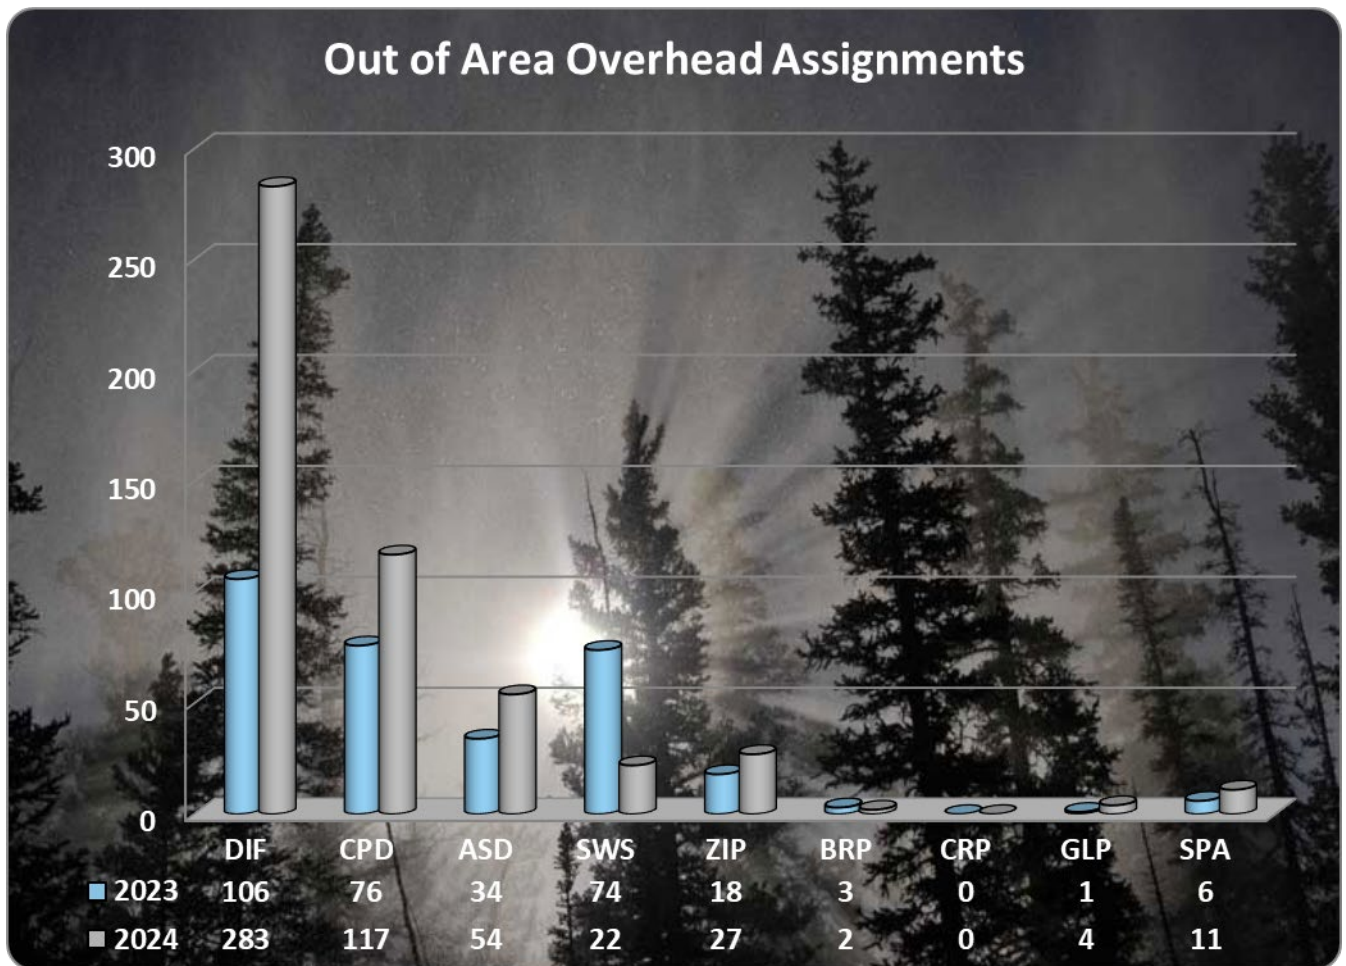 Out of Area Overhead Assignments
300
250
200
150
100
50
0
DIF CPD ASD SWS ZIP BRP CRP GLP SPA
2023 106 76 34 74 18 3 0 1 6
2024 283 117 54 22 27 2 0 4 11